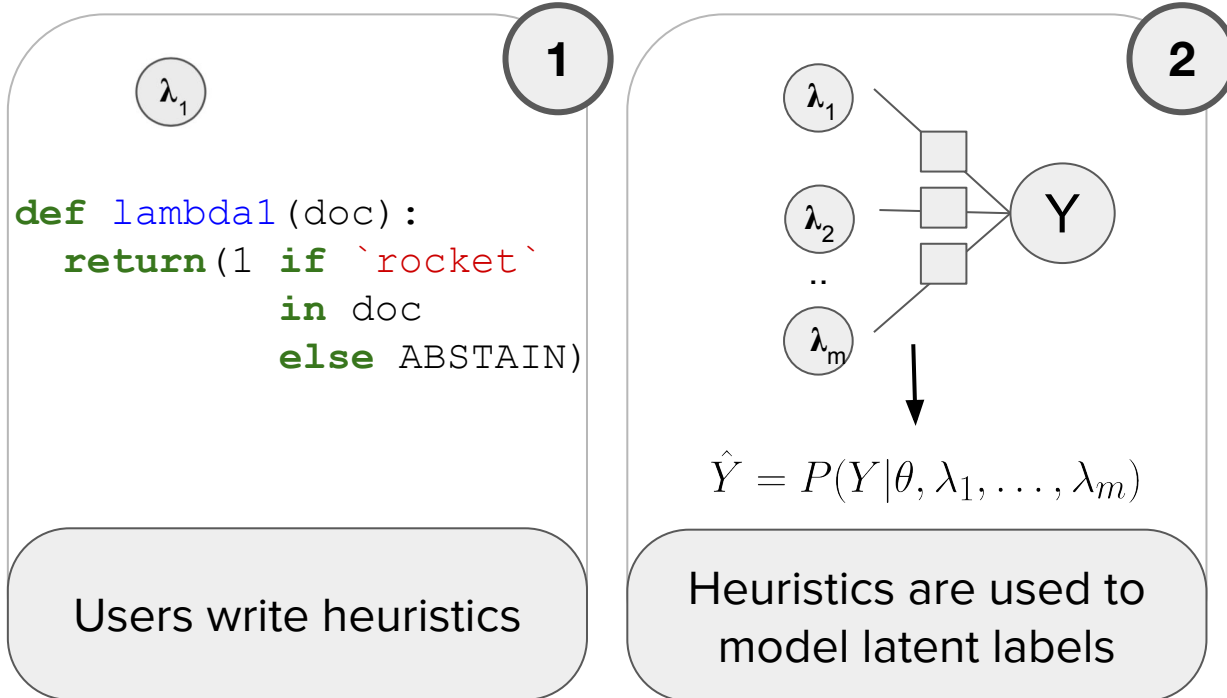 1
λ₁
def lambda1(doc):
return(1 if `rocket`
in doc
else ABSTAIN)
Users write heuristics
2
λ₁
λ₂
..
λₘ
Y
Ŷ = P(Y|θ, λ₁, . . . , λₘ)
Heuristics are used to
model latent labels